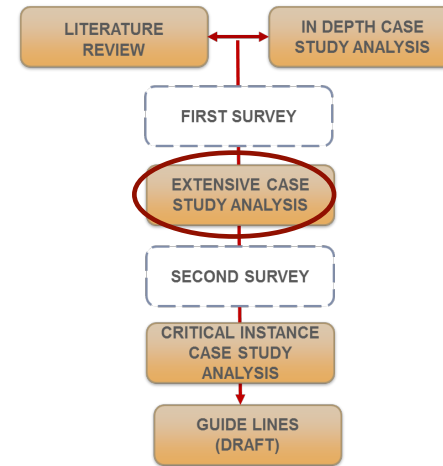 LITERATURE
REVIEW
IN DEPTH CASE
STUDY ANALYSIS
FIRST SURVEY
EXTENSIVE CASE
STUDY ANALYSIS
SECOND SURVEY
CRITICAL INSTANCE
CASE STUDY
ANALYSIS
GUIDE LINES
(DRAFT)